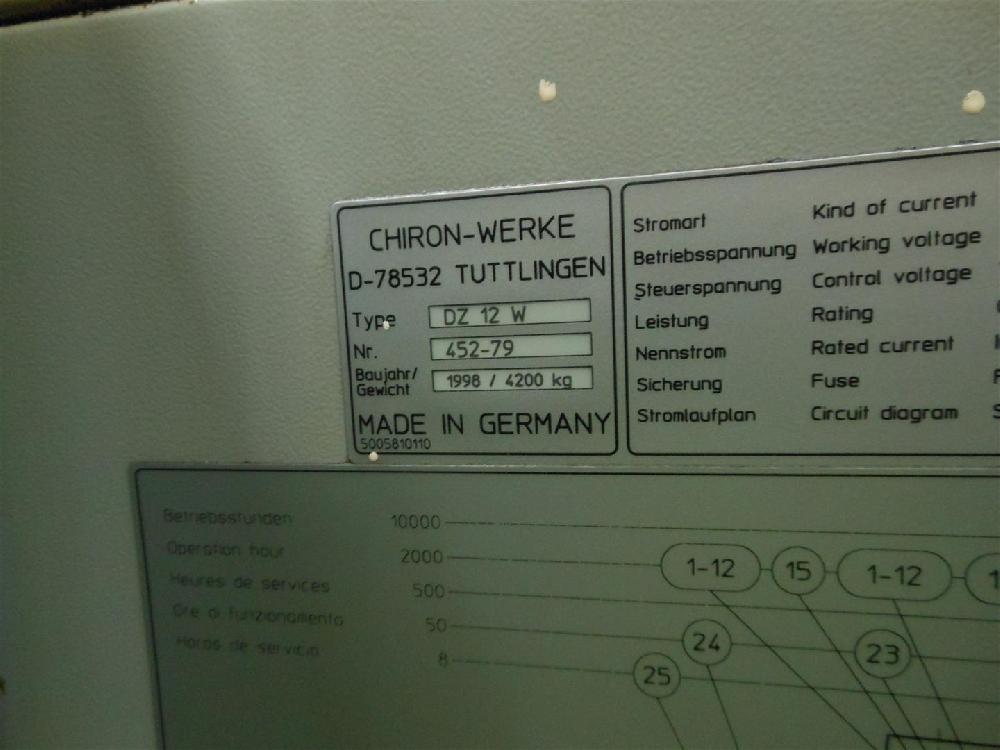 CHIRON-WERKE
D-78532 TUTTLINGEN
Type DZ 12 W
Nr. 452-79
Baujahr/
Gewicht 1998 / 4200 kg
MADE IN GERMANY
5005810110
Stromart Kind of current
Betriebsspannung Working voltage
Steuerspannung Control voltage
Leistung Rating
Nennstrom Rated current
Sicherung Fuse
Stromlaufplan Circuit diagram
Betriebsstunden
Operation hour
Heures de services
Ore di funzionamento
Horas de servicio
10000
2000
500
50
8
1-12 15 1-12
24 23
25